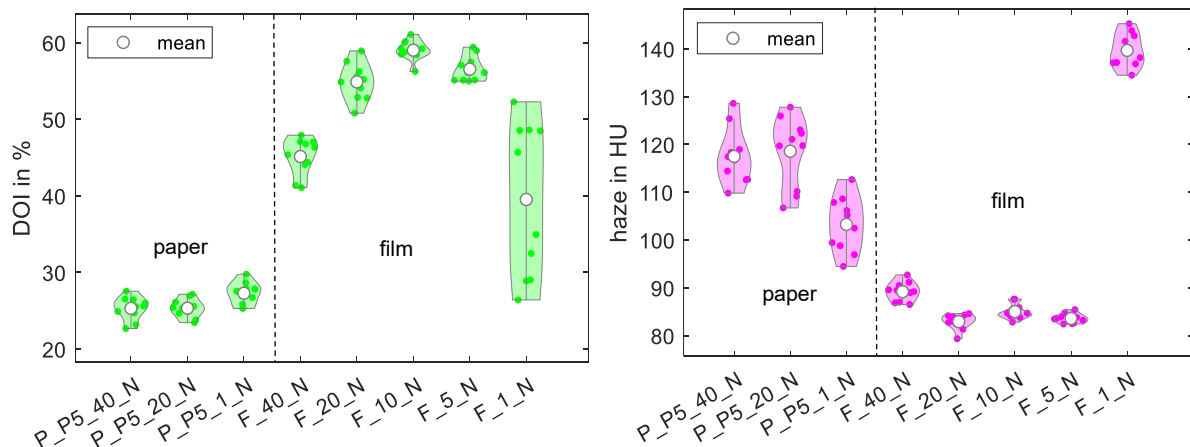 DOI in %
60
50
40
30
20
mean
paper
film
P_P5_40_N
P_P5_20_N
P_P5_1_N
F_40_N
F_20_N
F_10_N
F_5_N
F_1_N
haze in HU
140
130
120
110
100
90
80
mean
film
paper
P_P5_40_N
P_P5_20_N
P_P5_1_N
F_40_N
F_20_N
F_10_N
F_5_N
F_1_N